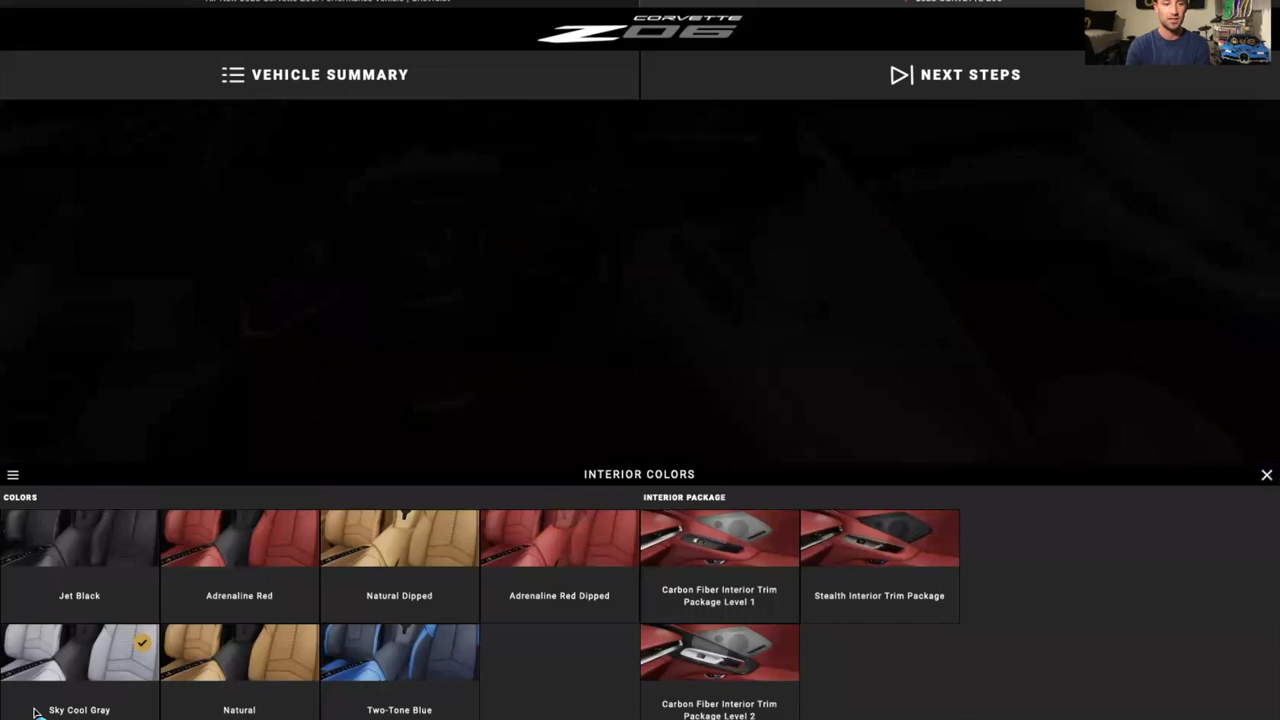 CORVETTE
Z06
VEHICLE SUMMARY
NEXT STEPS
INTERIOR COLORS
COLORS
INTERIOR PACKAGE
Jet Black
Adrenaline Red
Natural Dipped
Adrenaline Red Dipped
Carbon Fiber Interior Trim
Package Level 1
Stealth Interior Trim Package
Sky Cool Gray
Natural
Two-Tone Blue
Carbon Fiber Interior Trim
Package Level 2